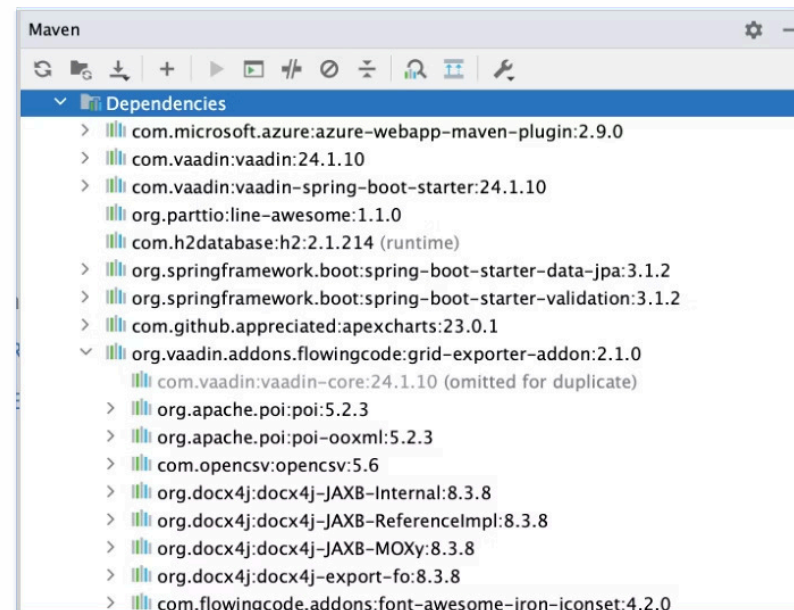 Maven
Dependencies
com.microsoft.azure:azure-webapp-maven-plugin:2.9.0
com.vaadin:vaadin:24.1.10
com.vaadin:vaadin-spring-boot-starter:24.1.10
org.parttio:line-awesome:1.1.0
com.h2database:h2:2.1.214 (runtime)
org.springframework.boot:spring-boot-starter-data-jpa:3.1.2
org.springframework.boot:spring-boot-starter-validation:3.1.2
com.github.appreciated:apexcharts:23.0.1
org.vaadin.addons.flowingcode:grid-exporter-addon:2.1.0
com.vaadin:vaadin-core:24.1.10 (omitted for duplicate)
org.apache.poi:poi:5.2.3
org.apache.poi:poi-ooxml:5.2.3
com.opencsv:opencsv:5.6
org.docx4j:docx4j-JAXB-Internal:8.3.8
org.docx4j:docx4j-JAXB-ReferenceImpl:8.3.8
org.docx4j:docx4j-JAXB-MOXy:8.3.8
org.docx4j:docx4j-export-fo:8.3.8
com.flowingcode.addons:font-awesome-iron-iconset:4.2.0